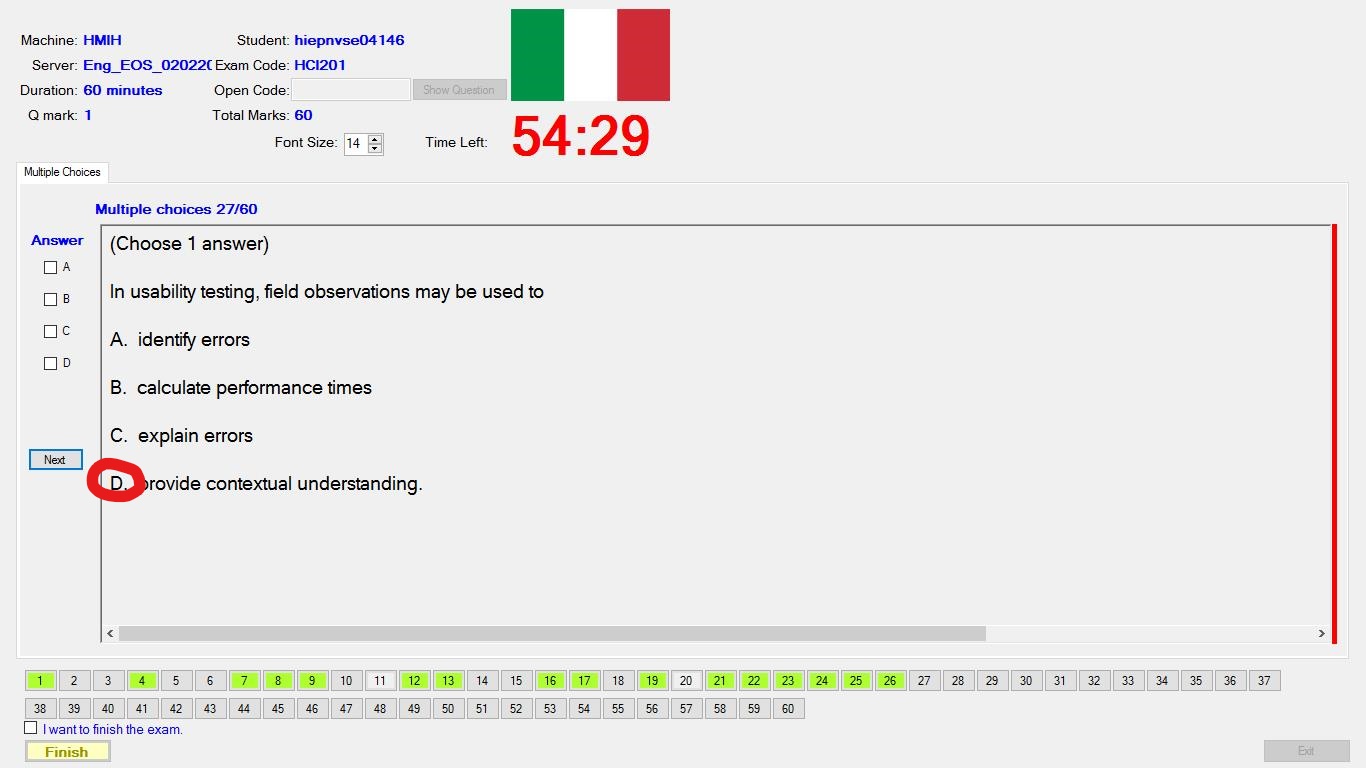 Machine: HMIH Student: hiepnvse04146
Server: Eng_EOS_02022 Exam Code: HCI201
Duration: 60 minutes Open Code: Show Question
Q mark: 1 Total Marks: 60
Font Size: 14 Time Left: 54:29
Multiple Choices
Multiple choices 27/60
Answer
(Choose 1 answer)
A
In usability testing, field observations may be used to
B
C
A. identify errors
D
B. calculate performance times
C. explain errors
Next
D. provide contextual understanding.
1 2 3 4 5 6 7 8 9 10 11 12 13 14 15 16 17 18 19 20 21 22 23 24 25 26 27 28 29 30 31 32 33 34 35 36 37
38 39 40 41 42 43 44 45 46 47 48 49 50 51 52 53 54 55 56 57 58 59 60
I want to finish the exam.
Finish Exit